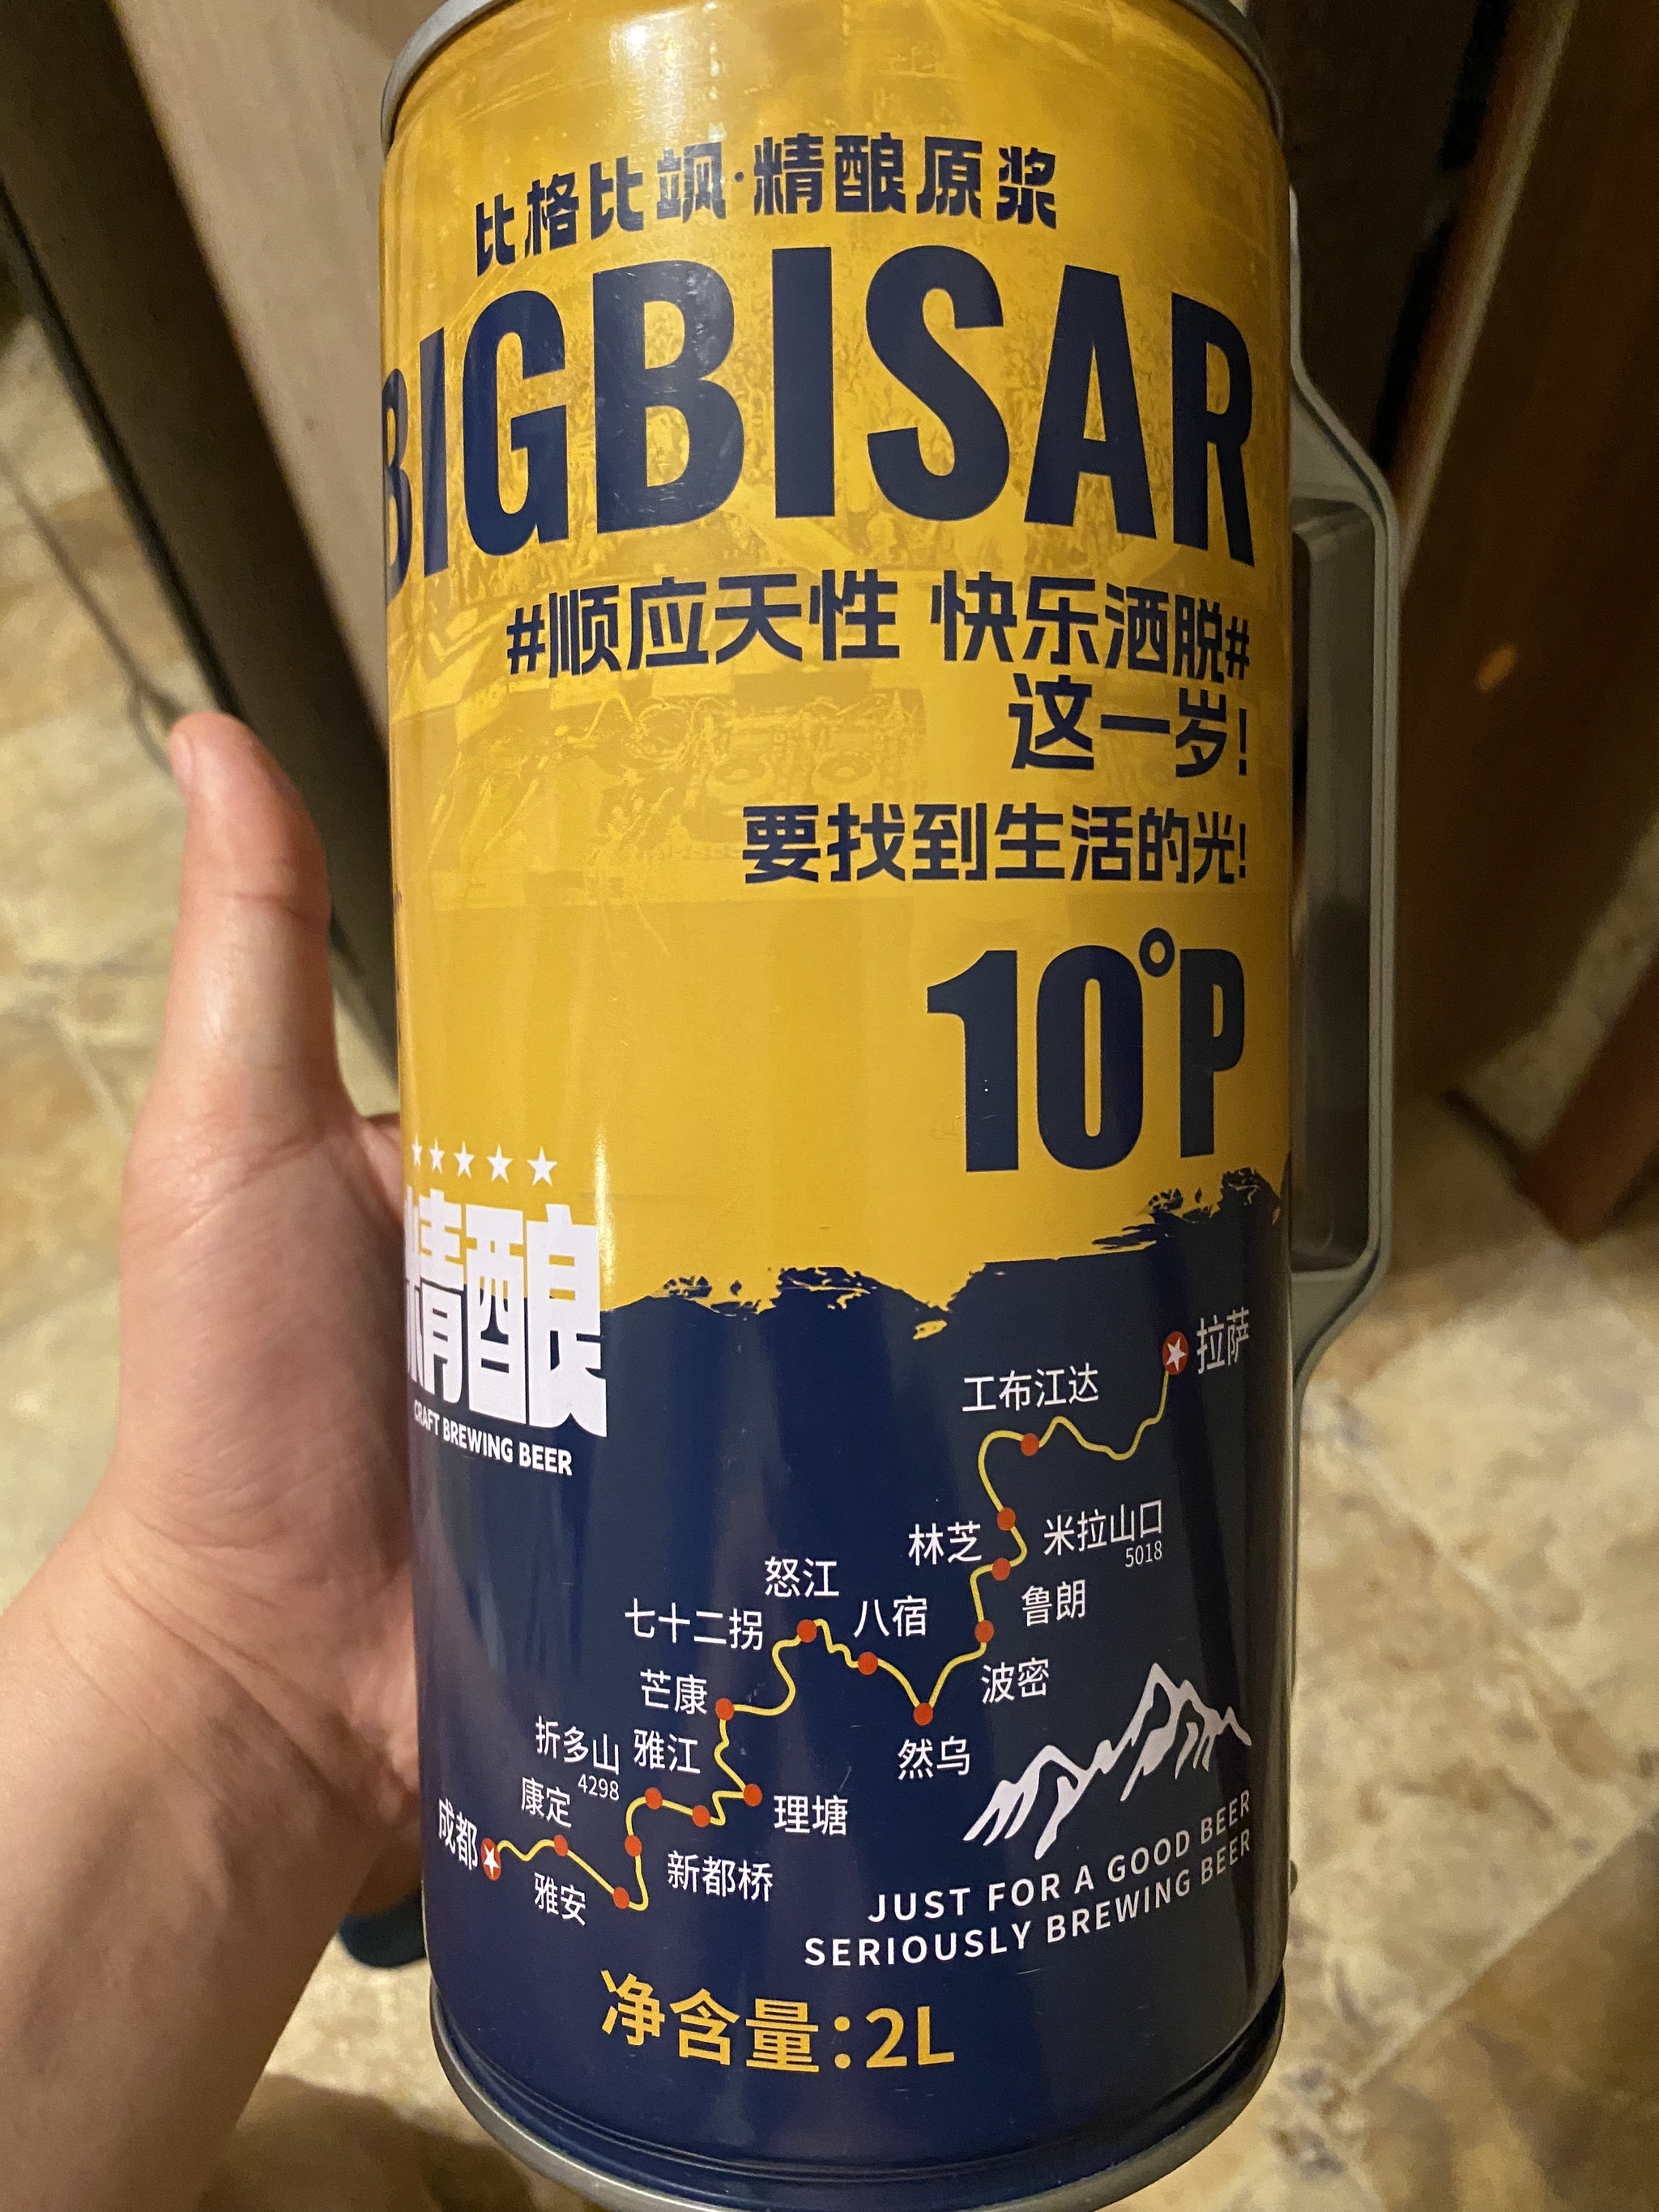 比格比飒·精酿原浆
BIGBISAR
#顺应天性 快乐洒脱#
这一岁!
要找到生活的光!
10°P
精酿
CRAFT BREWING BEER
拉萨
工布江达
米拉山口
5018
林芝
鲁朗
怒江
八宿
七十二拐
波密
芒康
然乌
折多山
4298
雅江
理塘
康定
成都
新都桥
雅安
JUST FOR A GOOD BEER
SERIOUSLY BREWING BEER
净含量:2L